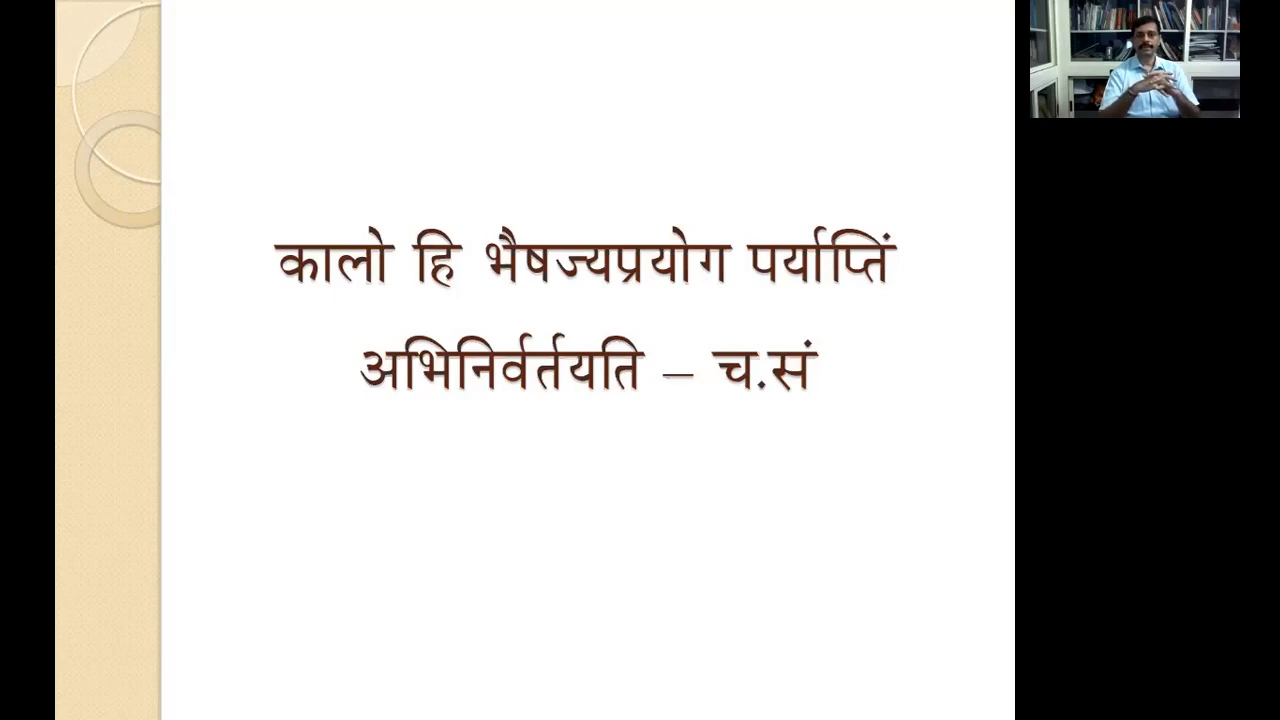 कालो हि भैषज्यप्रयोग पर्याप्तिं
अभिनिर्वर्तयति – च.सं